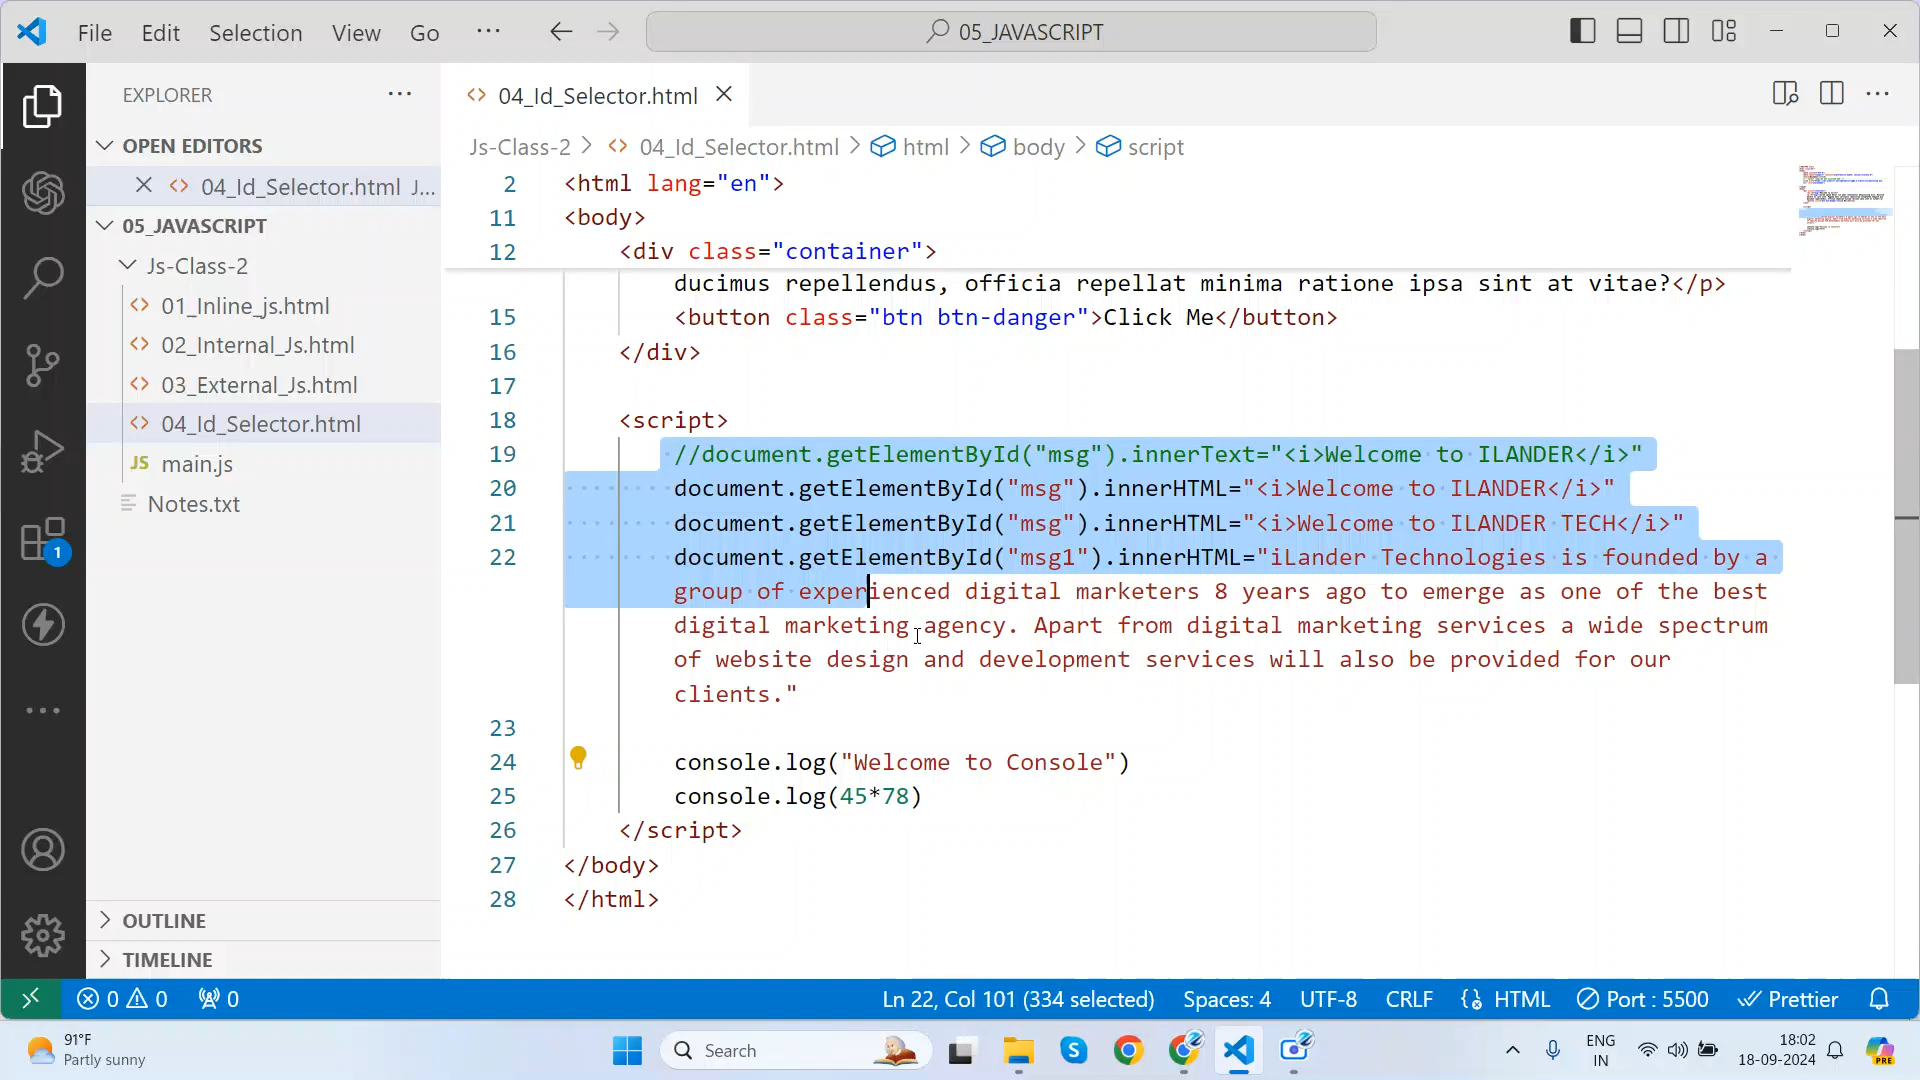 File Edit Selection View Go ··· 05_JAVASCRIPT
EXPLORER ···
OPEN EDITORS
04_Id_Selector.html J...
05_JAVASCRIPT
Js-Class-2
01_Inline_js.html
02_Internal_Js.html
03_External_Js.html
04_Id_Selector.html
JS main.js
Notes.txt
OUTLINE
TIMELINE
1
04_Id_Selector.html
Js-Class-2 > 04_Id_Selector.html > html > body > script
2 <html lang="en">
11 <body>
12 <div class="container">
ducimus repellendus, officia repellat minima ratione ipsa sint at vitae?</p>
15 <button class="btn btn-danger">Click Me</button>
16 </div>
17
18 <script>
19 //document.getElementById("msg").innerText="<i>Welcome to ILANDER</i>"
20 document.getElementById("msg").innerHTML="<i>Welcome to ILANDER</i>"
21 document.getElementById("msg").innerHTML="<i>Welcome to ILANDER TECH</i>"
22 document.getElementById("msg1").innerHTML="iLander Technologies is founded by a
group of experienced digital marketers 8 years ago to emerge as one of the best
digital marketing agency. Apart from digital marketing services a wide spectrum
of website design and development services will also be provided for our
clients."
23
24 console.log("Welcome to Console")
25 console.log(45*78)
26 </script>
27 </body>
28 </html>
0 0 0 Ln 22, Col 101 (334 selected) Spaces: 4 UTF-8 CRLF HTML Port : 5500 Prettier
91°F
Partly sunny
Search
ENG
IN
18:02
18-09-2024
PRE